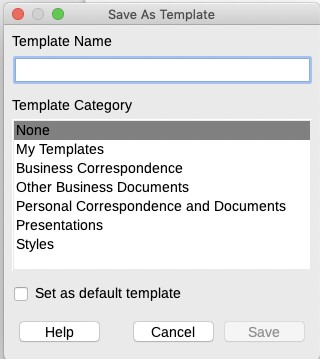 Save As Template
Template Name
Template Category
None
My Templates
Business Correspondence
Other Business Documents
Personal Correspondence and Documents
Presentations
Styles
Set as default template
Help Cancel Save